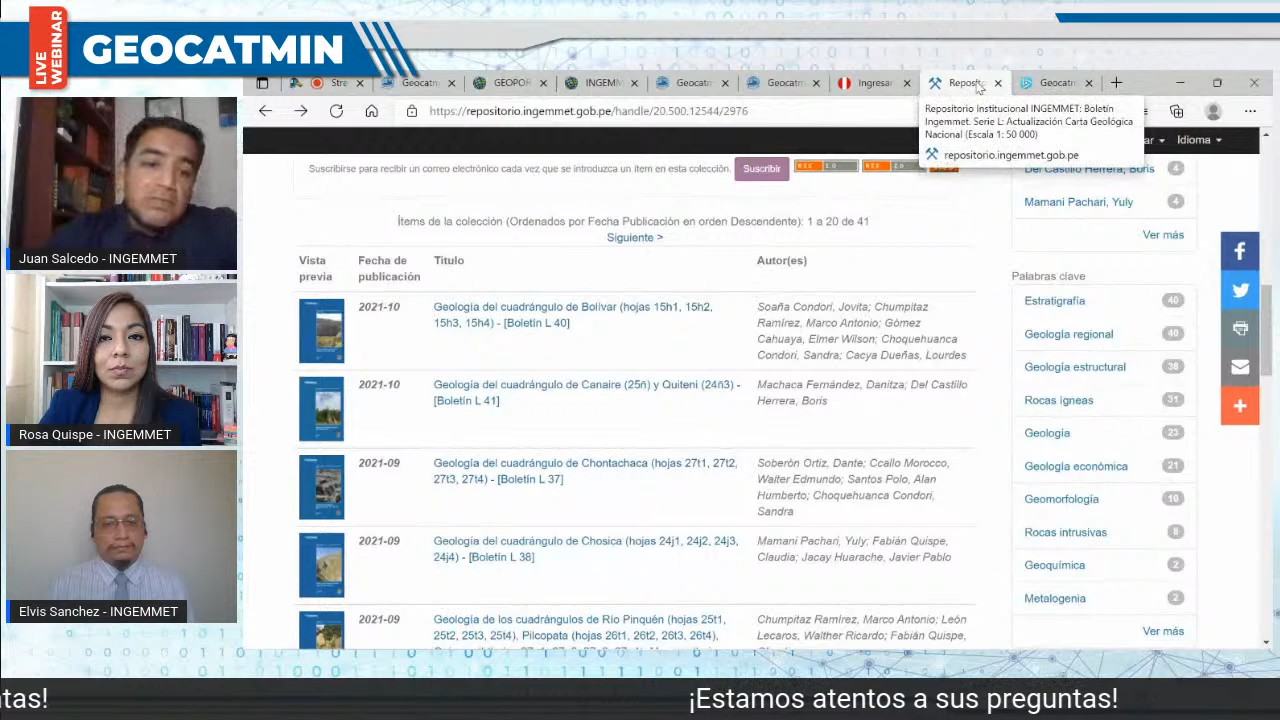 LIVE WEBINAR
GEOCATMIN
Juan Salcedo - INGEMMET
Rosa Quispe - INGEMMET
Elvis Sanchez - INGEMMET
Stre
Geocatm
GEOPOR
INGEMM
Geocat
Geocatm
Ingresar
Reposito
Geocatm
https://repositorio.ingemmet.gob.pe/handle/20.500.12544/2976
Repositorio Institucional INGEMMET: Boletín
Ingemmet. Serie L: Actualización Carta Geológica
Nacional (Escala 1: 50 000)
repositorio.ingemmet.gob.pe
Idioma
Suscribirse para recibir un correo electrónico cada vez que se introduzca un ítem en esta colección.
Suscribir
Ítems de la colección (Ordenados por Fecha Publicación en orden Descendente): 1 a 20 de 41
Siguiente >
Vista previa
Fecha de publicación
Título
Autor(es)
2021-10
Geología del cuadrángulo de Bolívar (hojas 15h1, 15h2,
15h3, 15h4) - [Boletín L 40]
Soaña Condori, Jovita; Chumpitaz
Ramírez, Marco Antonio; Gómez
Cahuaya, Elmer Wilson; Choquehuanca
Condori, Sandra; Cacya Dueñas, Lourdes
2021-10
Geología del cuadrángulo de Canaire (25ñ) y Quiteni (24ñ3) -
[Boletín L 41]
Machaca Fernández, Danitza; Del Castillo
Herrera, Boris
2021-09
Geología del cuadrángulo de Chontachaca (hojas 27t1, 27t2,
27t3, 27t4) - [Boletín L 37]
Soberón Ortiz, Dante; Ccallo Morocco,
Walter Edmundo; Santos Polo, Alan
Humberto; Choquehuanca Condori,
Sandra
2021-09
Geología del cuadrángulo de Chosica (hojas 24j1, 24j2, 24j3,
24j4) - [Boletín L 38]
Mamani Pachari, Yuly; Fabián Quispe,
Claudia; Jacay Huarache, Javier Pablo
2021-09
Geología de los cuadrángulos de Río Pinquén (hojas 25t1,
25t2, 25t3, 25t4), Pilcopata (hojas 26t1, 26t2, 26t3, 26t4),
Chumpitaz Ramírez, Marco Antonio; León
Lecaros, Walther Ricardo; Fabián Quispe,
Del Castillo Herrera, Boris 4
Mamani Pachari, Yuly 4
Ver más
Palabras clave
Estratigrafía 40
Geología regional 40
Geología estructural 38
Rocas ígneas 31
Geología 23
Geología económica 21
Geomorfología 10
Rocas intrusivas 8
Geoquímica 2
Metalogenia 2
Ver más
tas!
¡Estamos atentos a sus preguntas!